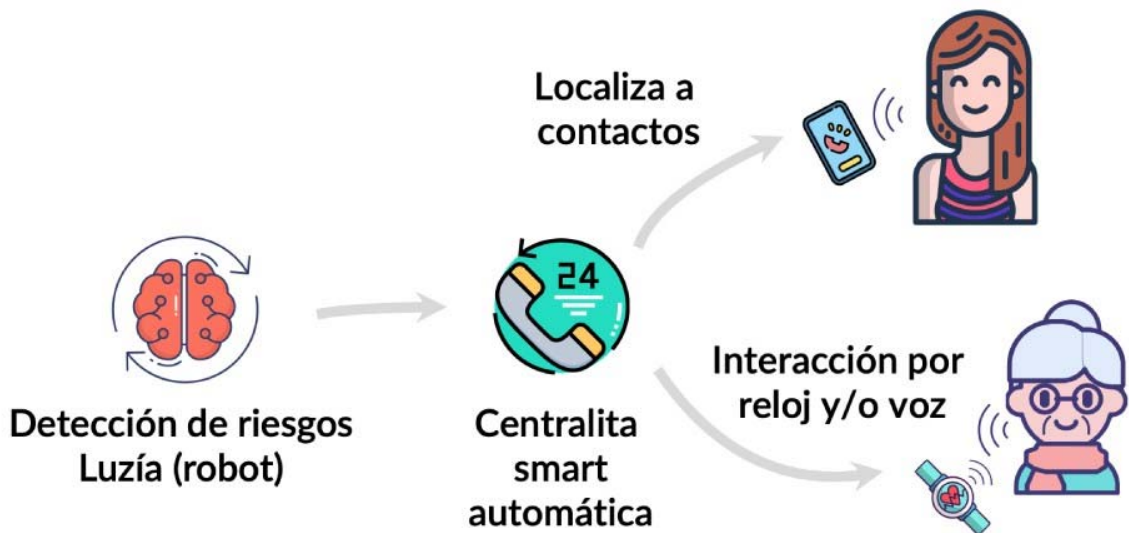 Localiza a
contactos
24
Detección de riesgos
Luzía (robot)
Centralita
smart
automática
Interacción por
reloj y/o voz